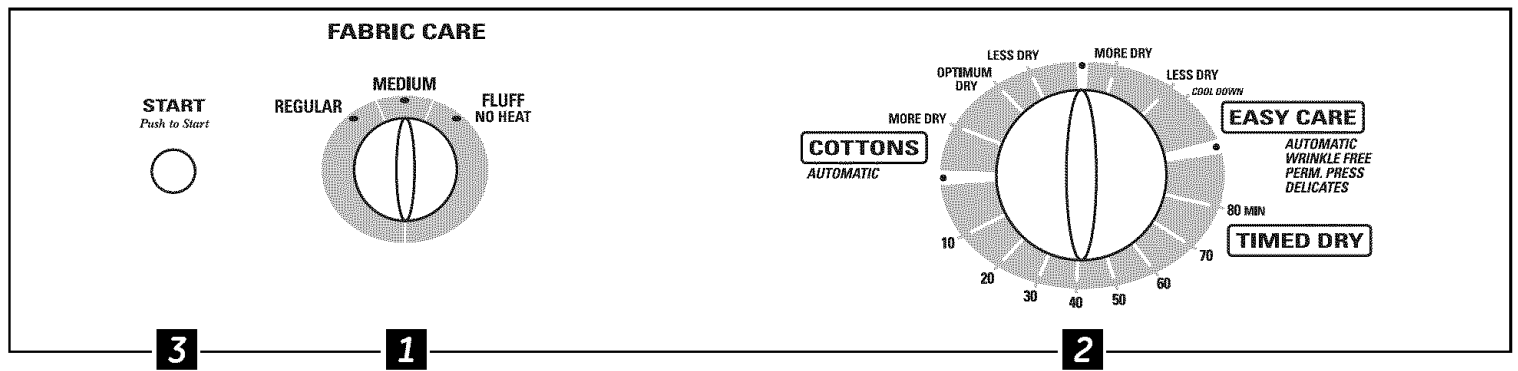 FABRIC CARE
START
Push to Start
REGULAR
MEDIUM
FLUFF
NO HEAT
COTTONS
AUTOMATIC
MORE DRY
OPTIMUM
DRY
LESS DRY
MORE DRY
LESS DRY
COOL DOWN
EASY CARE
AUTOMATIC
WRINKLE FREE
PERM. PRESS
DELICATES
80 MIN
TIMED DRY
70
60
50
40
30
20
10
3
1
2